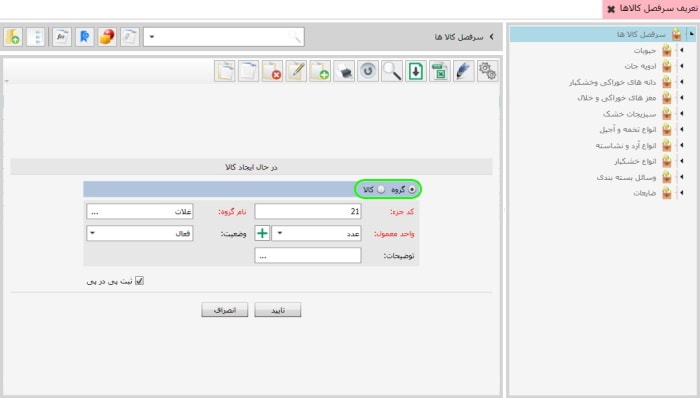 تعریف سرفصل کالاها
سرفصل کالا ها
حبوبات
ادویه جات
دانه های خوراکی وخشکبار
مغز های خوراکی و خلال
سبزیجات خشک
انواع تخمه و آجیل
انواع آرد و نشاسته
انواع خشکبار
وسائل بسته بندی
ضایعات
سرفصل کالا ها
در حال ایجاد کالا
گروه کالا
کد جزء: 21 نام گروه: غلات ...
واحد معمول: عدد وضعیت: فعال
توضیحات: ...
ثبت پی در پی
تایید انصراف